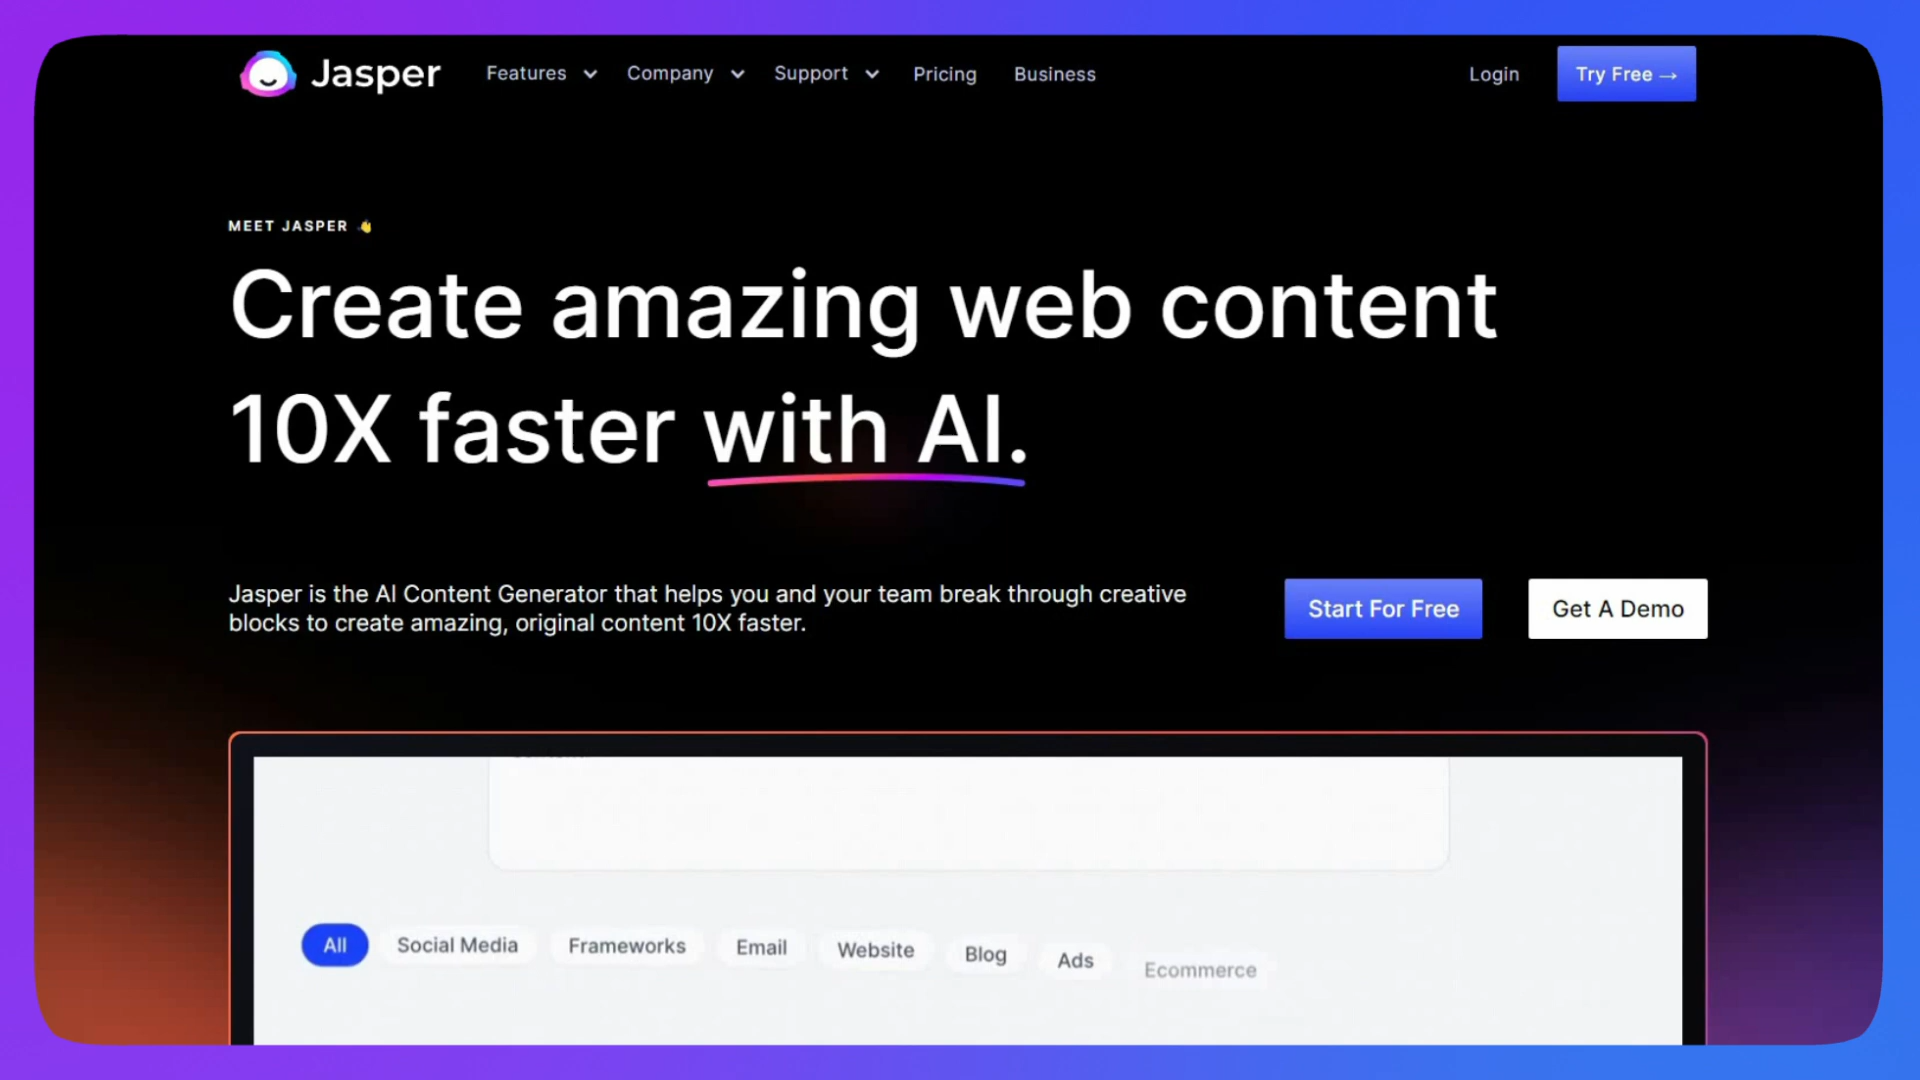 Jasper
Features
Company
Support
Pricing
Business
Login
Try Free →
MEET JASPER 👋
Create amazing web content
10X faster with AI.
Jasper is the AI Content Generator that helps you and your team break through creative
blocks to create amazing, original content 10X faster.
Start For Free
Get A Demo
All
Social Media
Frameworks
Email
Website
Blog
Ads
Ecommerce